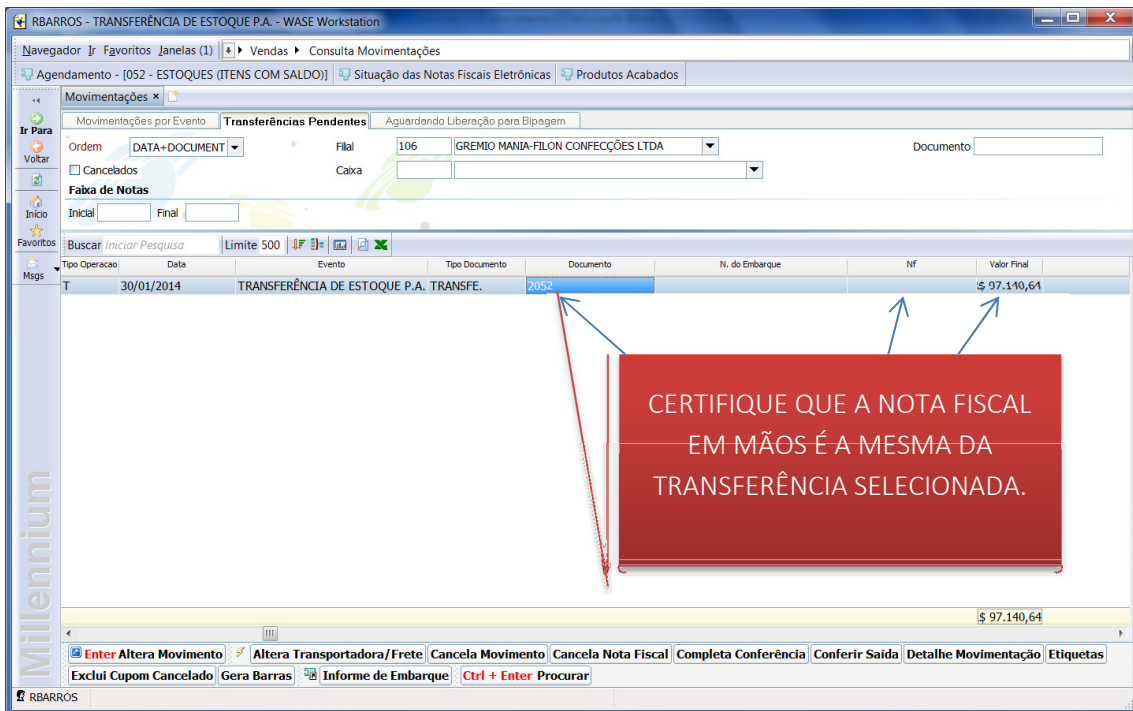 RBARROS - TRANSFERÊNCIA DE ESTOQUE P.A. - WASE Workstation
Navegador Ir Favoritos Janelas (1) Vendas Consulta Movimentações
Agendamento - [052 - ESTOQUES (ITENS COM SALDO)] Situação das Notas Fiscais Eletrônicas Produtos Acabados
Movimentações
Ir Para
Voltar
Início
Favoritos
Msgs
Movimentações por Evento Transferências Pendentes Aguardando Liberação para Bipagem
Ordem DATA+DOCUMENT Filial 106 GREMIO MANIA-FILON CONFECÇÕES LTDA Documento
Cancelados Caixa
Faixa de Notas
Inicial Final
Buscar Iniciar Pesquisa Limite 500
Tipo Operacao Data Evento Tipo Documento Documento N. do Embarque Nf Valor Final
T 30/01/2014 TRANSFERÊNCIA DE ESTOQUE P.A. TRANSFE. 2052 $ 97.140,64
CERTIFIQUE QUE A NOTA FISCAL
EM MÃOS É A MESMA DA
TRANSFERÊNCIA SELECIONADA.
Millennium
$ 97.140,64
Enter Altera Movimento Altera Transportadora/Frete Cancela Movimento Cancela Nota Fiscal Completa Conferência Conferir Saída Detalhe Movimentação Etiquetas
Exclui Cupom Cancelado Gera Barras Informe de Embarque Ctrl + Enter Procurar
RBARROS